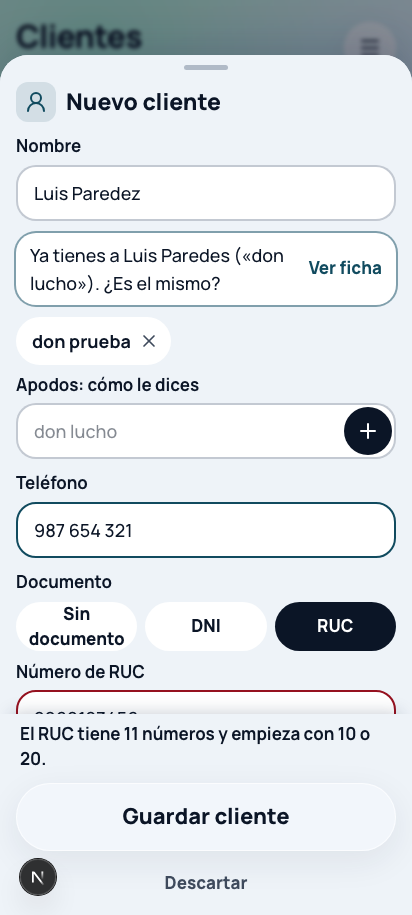 Clientes
Nuevo cliente
Nombre
Luis Paredez
Ya tienes a Luis Paredes («don
lucho»). ¿Es el mismo?
Ver ficha
don prueba
Apodos: cómo le dices
don lucho
Teléfono
987 654 321
Documento
Sin
documento
DNI
RUC
Número de RUC
El RUC tiene 11 números y empieza con 10 o
20.
Guardar cliente
N
Descartar